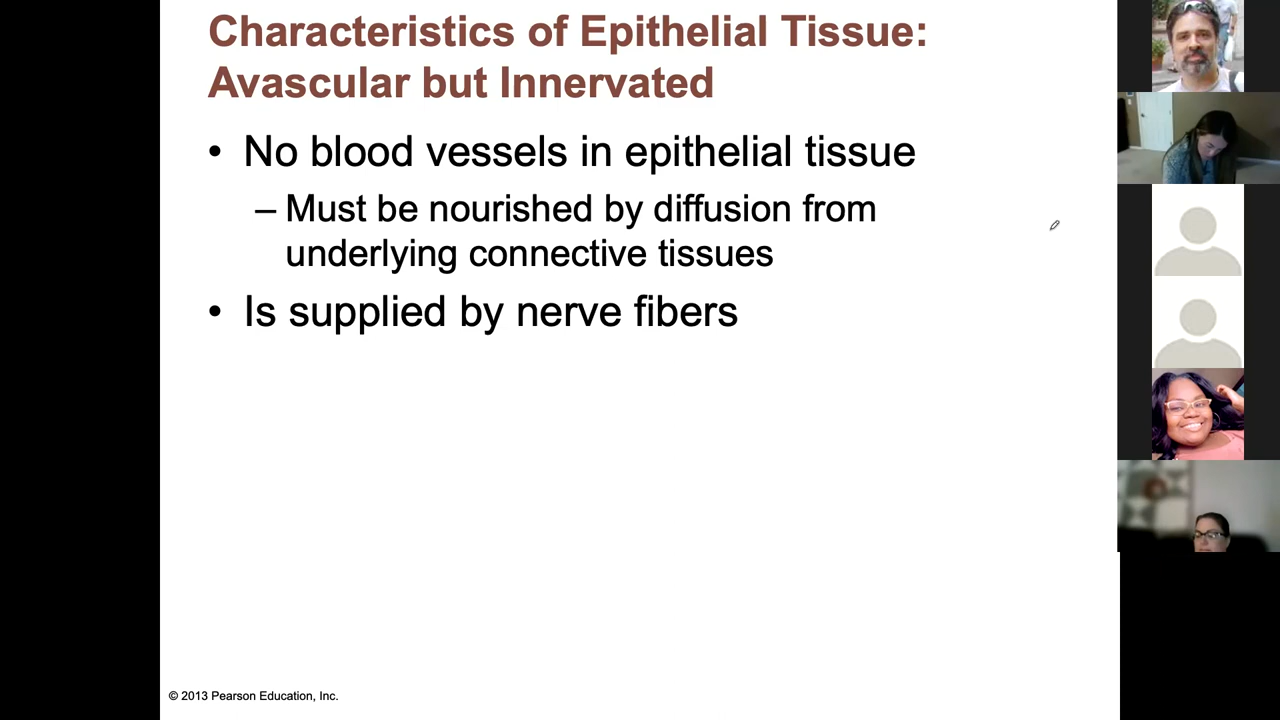 Characteristics of Epithelial Tissue:
Avascular but Innervated
• No blood vessels in epithelial tissue
– Must be nourished by diffusion from
underlying connective tissues
• Is supplied by nerve fibers
© 2013 Pearson Education, Inc.